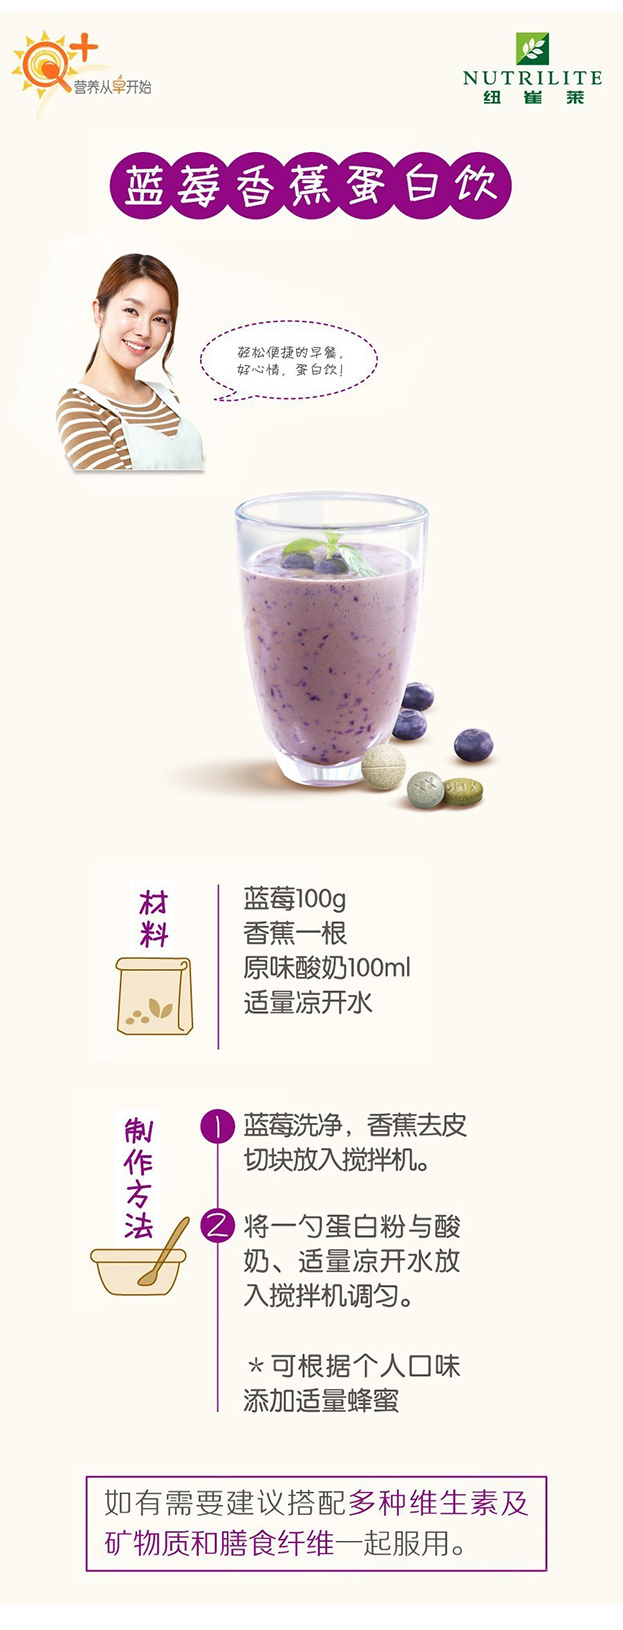 Q+
营养从早开始
NUTRILITE
纽崔莱
蓝莓香蕉蛋白饮
轻松便捷的早餐，
好心情，蛋白饮！
材料
蓝莓100g
香蕉一根
原味酸奶100ml
适量凉开水
制作方法
1 蓝莓洗净，香蕉去皮
切块放入搅拌机。
2 将一勺蛋白粉与酸
奶、适量凉开水放
入搅拌机调匀。
＊可根据个人口味
添加适量蜂蜜
如有需要建议搭配多种维生素及
矿物质和膳食纤维一起服用。